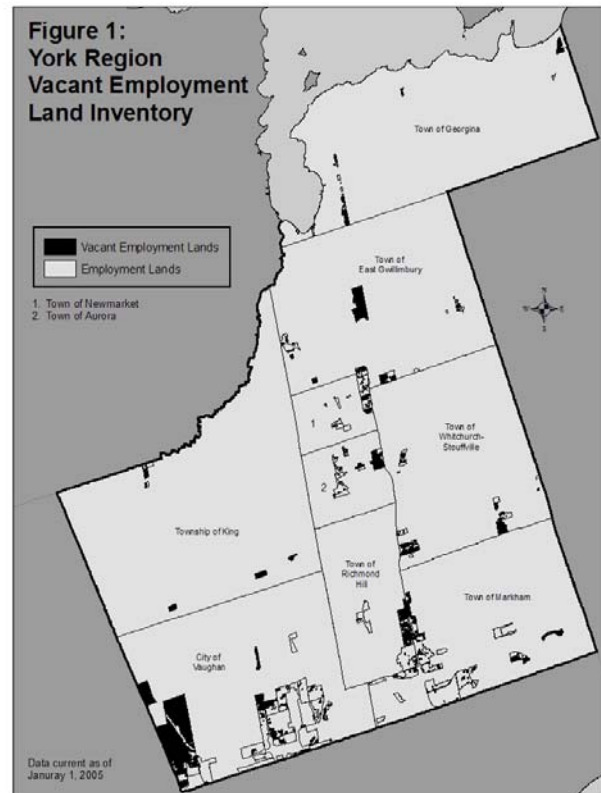 Figure 1:
York Region
Vacant Employment
Land Inventory
Town of Georgina
Vacant Employment Lands
Employment Lands
1. Town of Newmarket
2. Town of Aurora
Town of
East Gwillimbury
N
W E
S
1
Town of
Whitchurch-
Stouffville
2
Township of King
Town of
Richmond
Hill
Town of Markham
City of
Vaughan
Data current as of
Januray 1, 2005